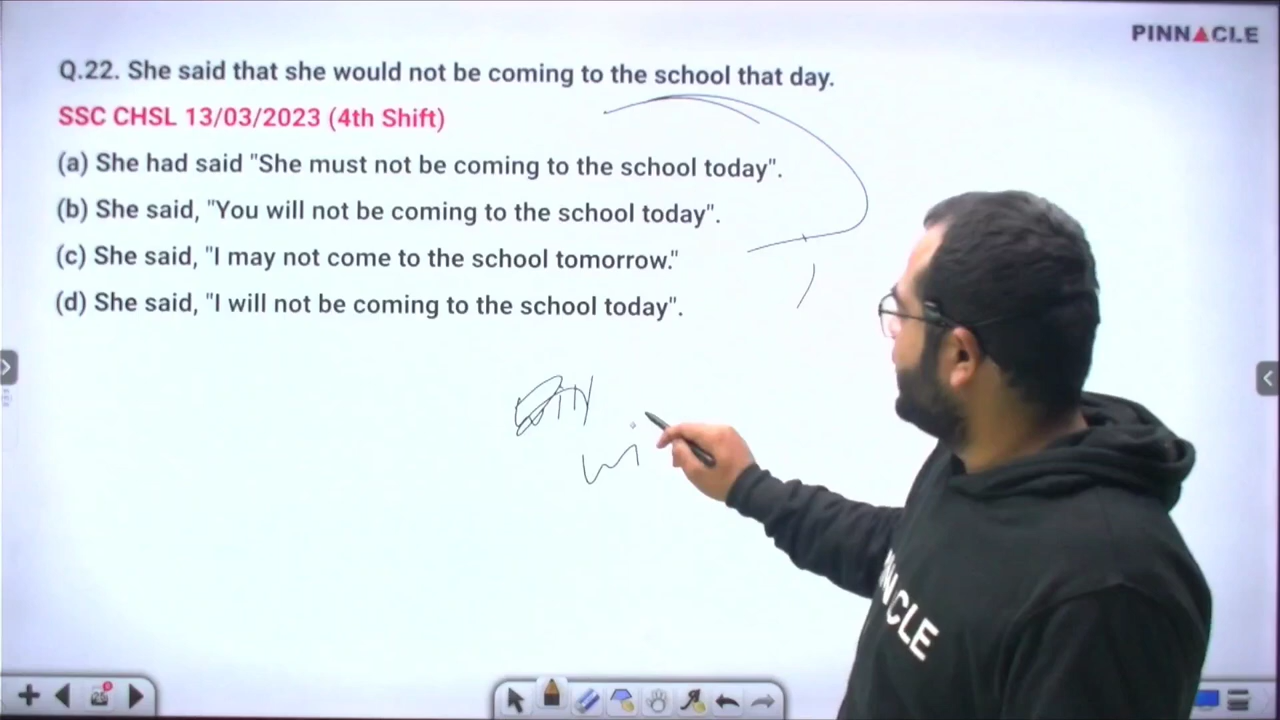 PINNACLE
Q.22. She said that she would not be coming to the school that day.
SSC CHSL 13/03/2023 (4th Shift)
(a) She had said "She must not be coming to the school today".
(b) She said, "You will not be coming to the school today".
(c) She said, "I may not come to the school tomorrow."
(d) She said, "I will not be coming to the school today".
wi
NNACLE
25